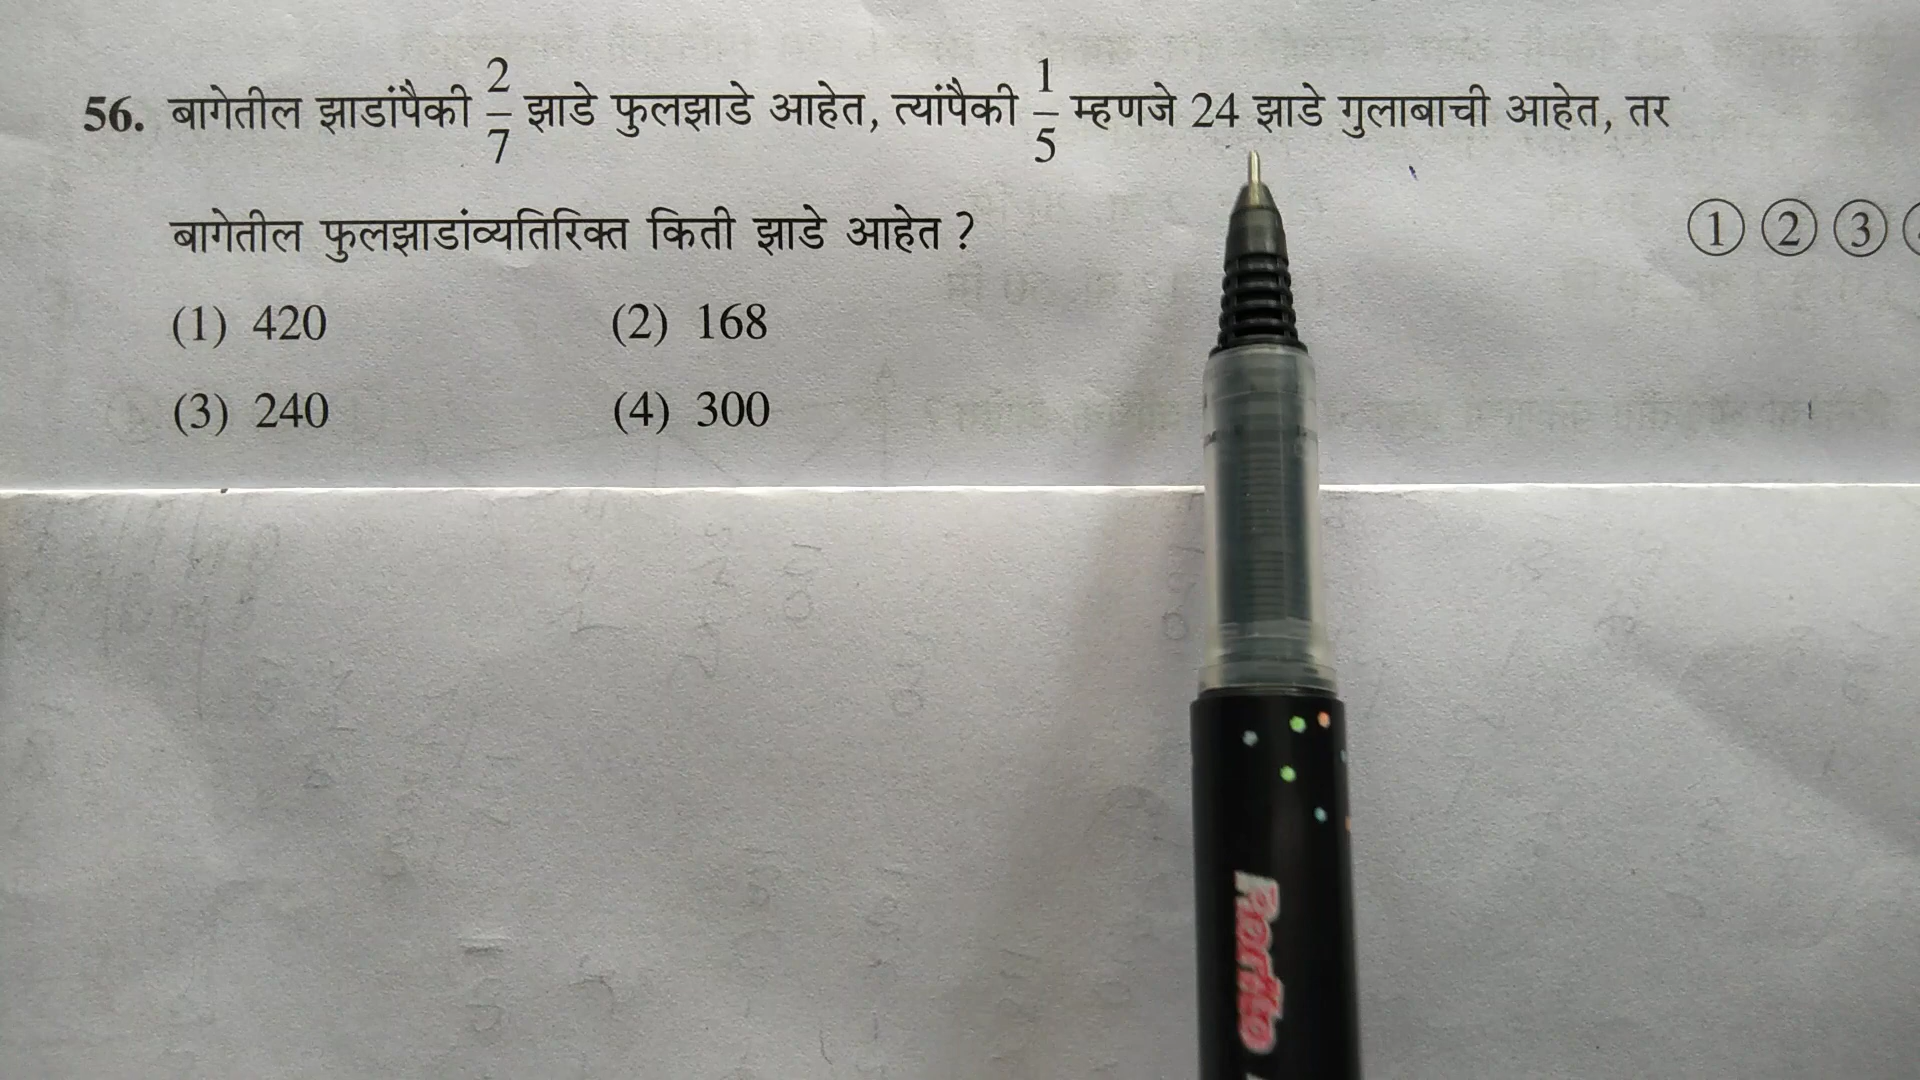 56. बागेतील झाडांपैकी 2/7 झाडे फुलझाडे आहेत, त्यांपैकी 1/5 म्हणजे 24 झाडे गुलाबाची आहेत, तर
बागेतील फुलझाडांव्यतिरिक्त किती झाडे आहेत ?
① ② ③
(1) 420 (2) 168
(3) 240 (4) 300